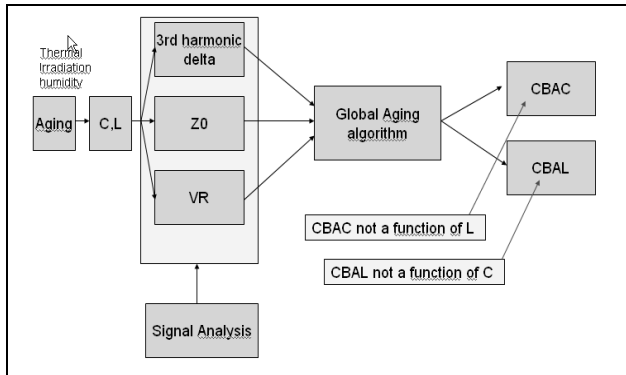 Thermal
Irradiation
humidity
Aging
C,L
3rd harmonic
delta
Z0
VR
Signal Analysis
Global Aging
algorithm
CBAC
CBAL
CBAC not a function of L
CBAL not a function of C